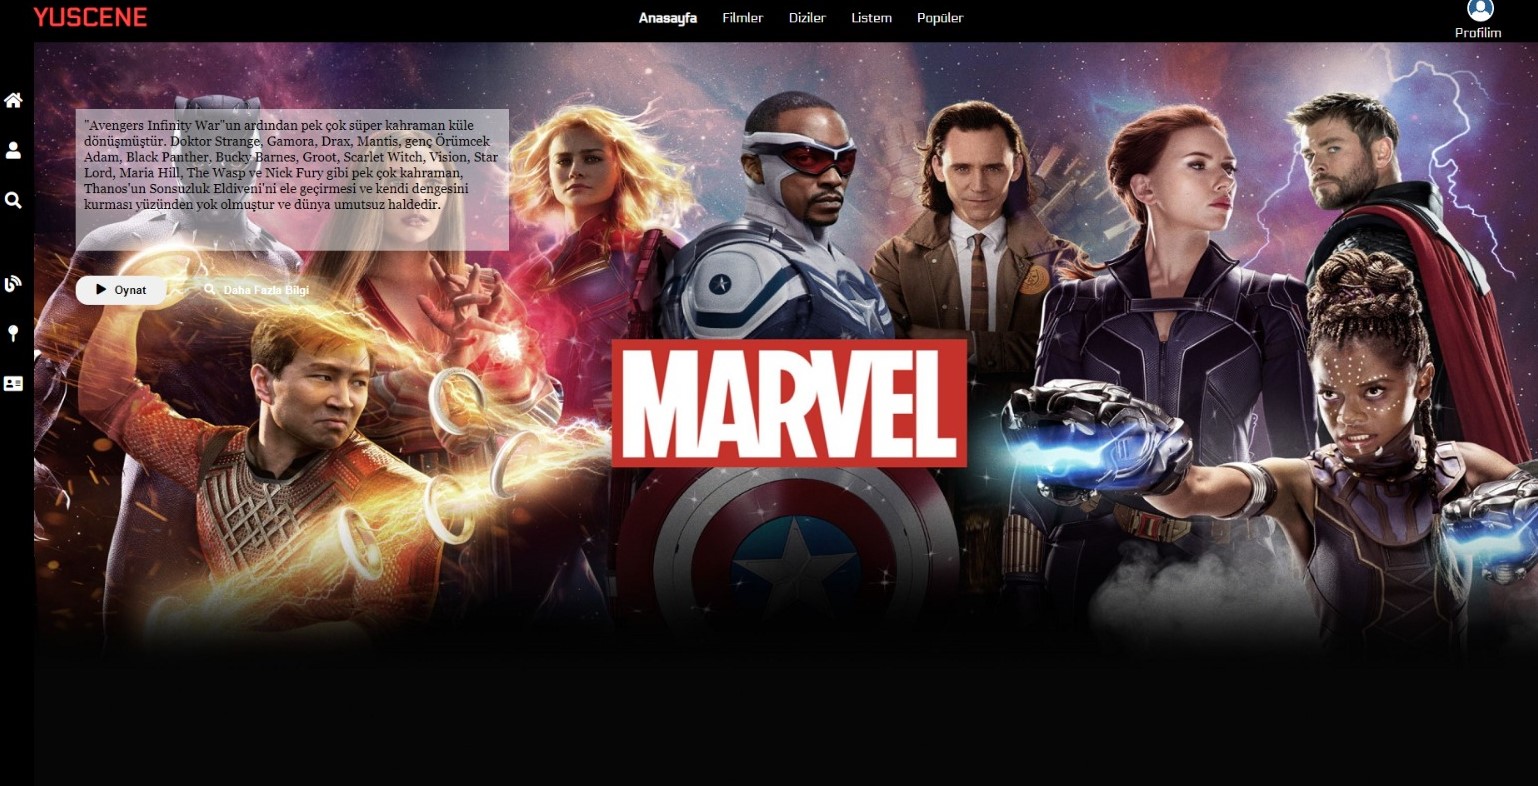 YUSCENE
Anasayfa Filmler Diziler Listem Popüler
Profilim
"Avengers Infinity War"un ardından pek çok süper kahraman küle
dönüşmüştür. Doktor Strange, Gamora, Drax, Mantis, genç Örümcek
Adam, Black Panther, Bucky Barnes, Groot, Scarlet Witch, Vision, Star
Lord, Maria Hill, The Wasp ve Nick Fury gibi pek çok kahraman,
Thanos'un Sonsuzluk Eldiveni'ni ele geçirmesi ve kendi dengesini
kurması yüzünden yok olmuştur ve dünya umutsuz haldedir.
Oynat Daha Fazla Bilgi
MARVEL